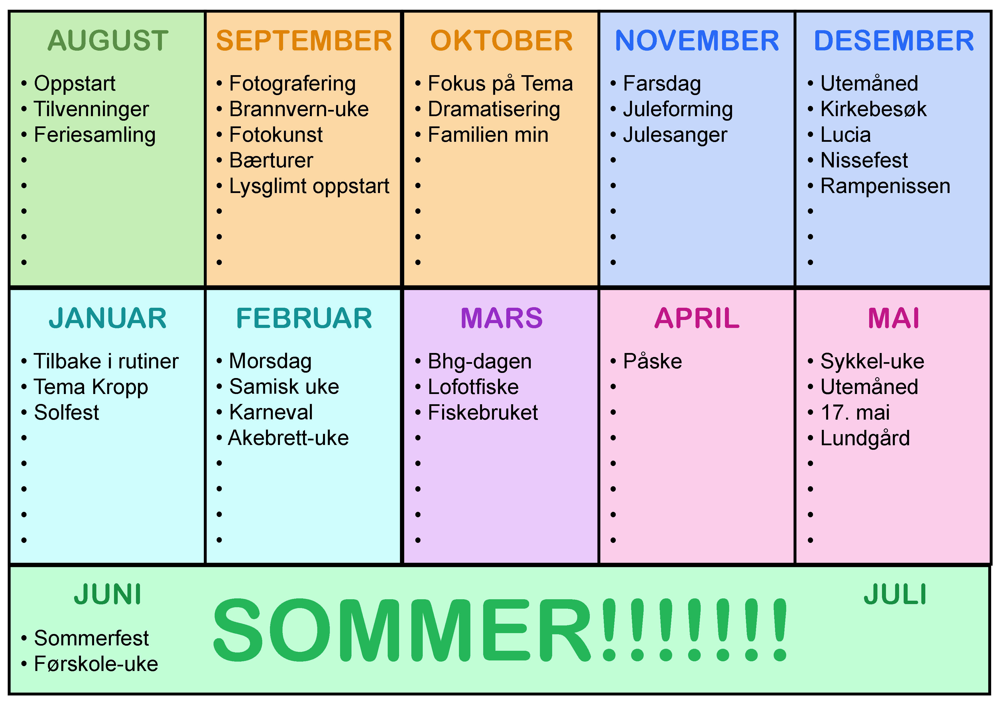 AUGUST
• Oppstart
• Tilvenninger
• Feriesamling
•
•
•
•
•
SEPTEMBER
• Fotografering
• Brannvern-uke
• Fotokunst
• Bærturer
• Lysglimt oppstart
•
•
•
OKTOBER
• Fokus på Tema
• Dramatisering
• Familien min
•
•
•
•
•
NOVEMBER
• Farsdag
• Juleforming
• Julesanger
•
•
•
•
•
DESEMBER
• Utemåned
• Kirkebesøk
• Lucia
• Nissefest
• Rampenissen
•
•
•
JANUAR
• Tilbake i rutiner
• Tema Kropp
• Solfest
•
•
•
•
•
FEBRUAR
• Morsdag
• Samisk uke
• Karneval
• Akebrett-uke
•
•
•
•
MARS
• Bhg-dagen
• Lofotfiske
• Fiskebruket
•
•
•
•
•
APRIL
• Påske
•
•
•
•
•
•
•
MAI
• Sykkel-uke
• Utemåned
• 17. mai
• Lundgård
•
•
•
•
JUNI
• Sommerfest
• Førskole-uke
SOMMER!!!!!!!
JULI